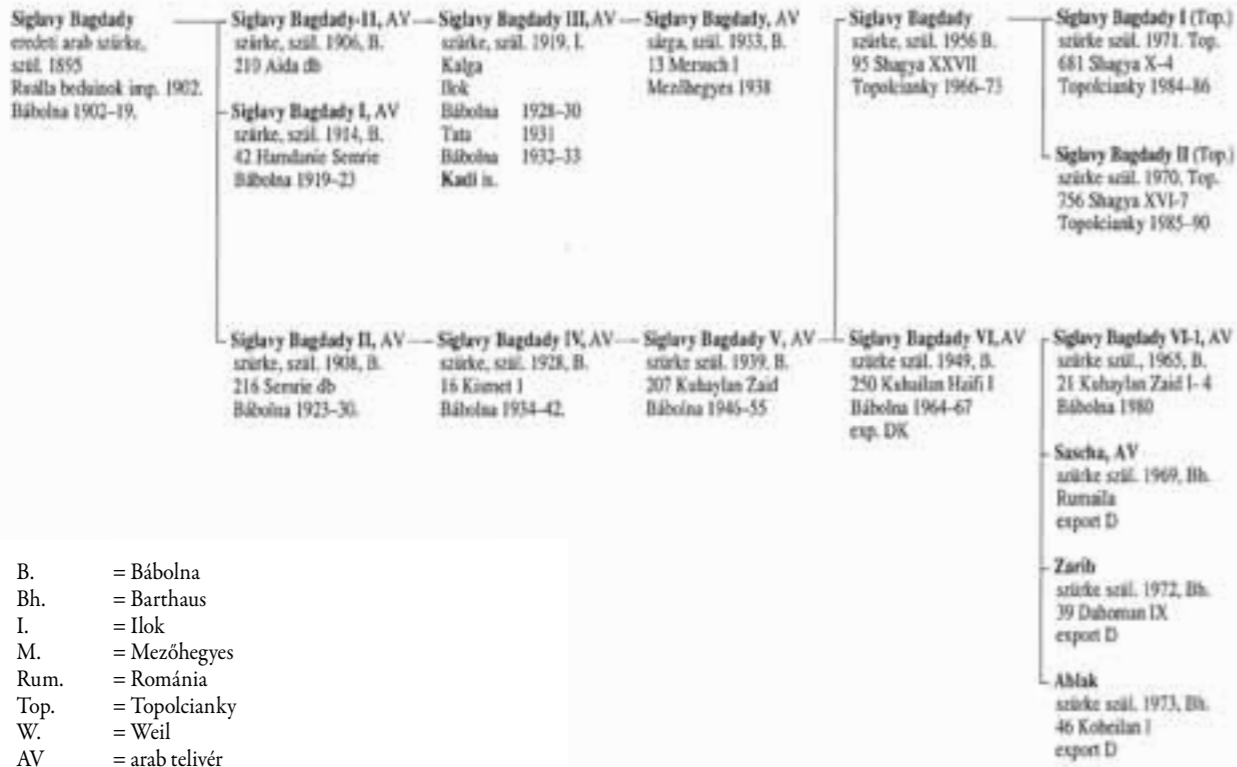 Siglavy Bagdady
eredeti arab szürke,
szül. 1895
Rualla beduinok imp. 1902.
Bábolna 1902–19.
Siglavy Bagdady-II, AV
szürke, szül. 1906, B.
219 Aida db
Siglavy Bagdady I, AV
szürke, szül. 1914, B.
42 Hamdanie Semrie
Bábolna 1919–23
Siglavy Bagdady II, AV
szürke, szül. 1908, B.
216 Semrie db
Bábolna 1923–30.
Siglavy Bagdady III, AV
szürke, szül. 1919, I.
Kalga
Ilok
Bábolna 1928–30
Tata 1931
Bábolna 1932–33
Kadi is.
Siglavy Bagdady IV, AV
szürke, szül. 1928, B.
16 Kismet I
Bábolna 1934–42.
Siglavy Bagdady, AV
sárga, szül. 1933, B.
13 Mersuch I
Mezőhegyes 1938
Siglavy Bagdady V, AV
szürke szül. 1939, B.
207 Kuhaylan Zaid
Bábolna 1946–55
Siglavy Bagdady
szürke, szül. 1956 B.
95 Shagya XXVII
Topolcianky 1966–73
Siglavy Bagdady VI, AV
szürke szül. 1949, B.
250 Kuhailan Haifi I
Bábolna 1964–67
exp. DK
Siglavy Bagdady I (Top.)
szürke szül. 1971. Top.
681 Shagya X–4
Topolcianky 1984–86
Siglavy Bagdady II (Top.)
szürke szül. 1970, Top.
756 Shagya XVI-7
Topolcianky 1985–90
Siglavy Bagdady VI-1, AV
szürke szül., 1965, B.
21 Kuhaylan Zaid I- 4
Bábolna 1980
Sascha, AV
szürke szül. 1969, Bh.
Rumaila
export D
Zarib
szürke szül. 1972, Bh.
39 Dahoman IX
export D
Ablak
szürke szül. 1973, Bh.
46 Koheilan I
export D
B. = Bábolna
Bh. = Barthaus
I. = Ilok
M. = Mezőhegyes
Rum. = Románia
Top. = Topolcianky
W. = Weil
AV = arab telivér